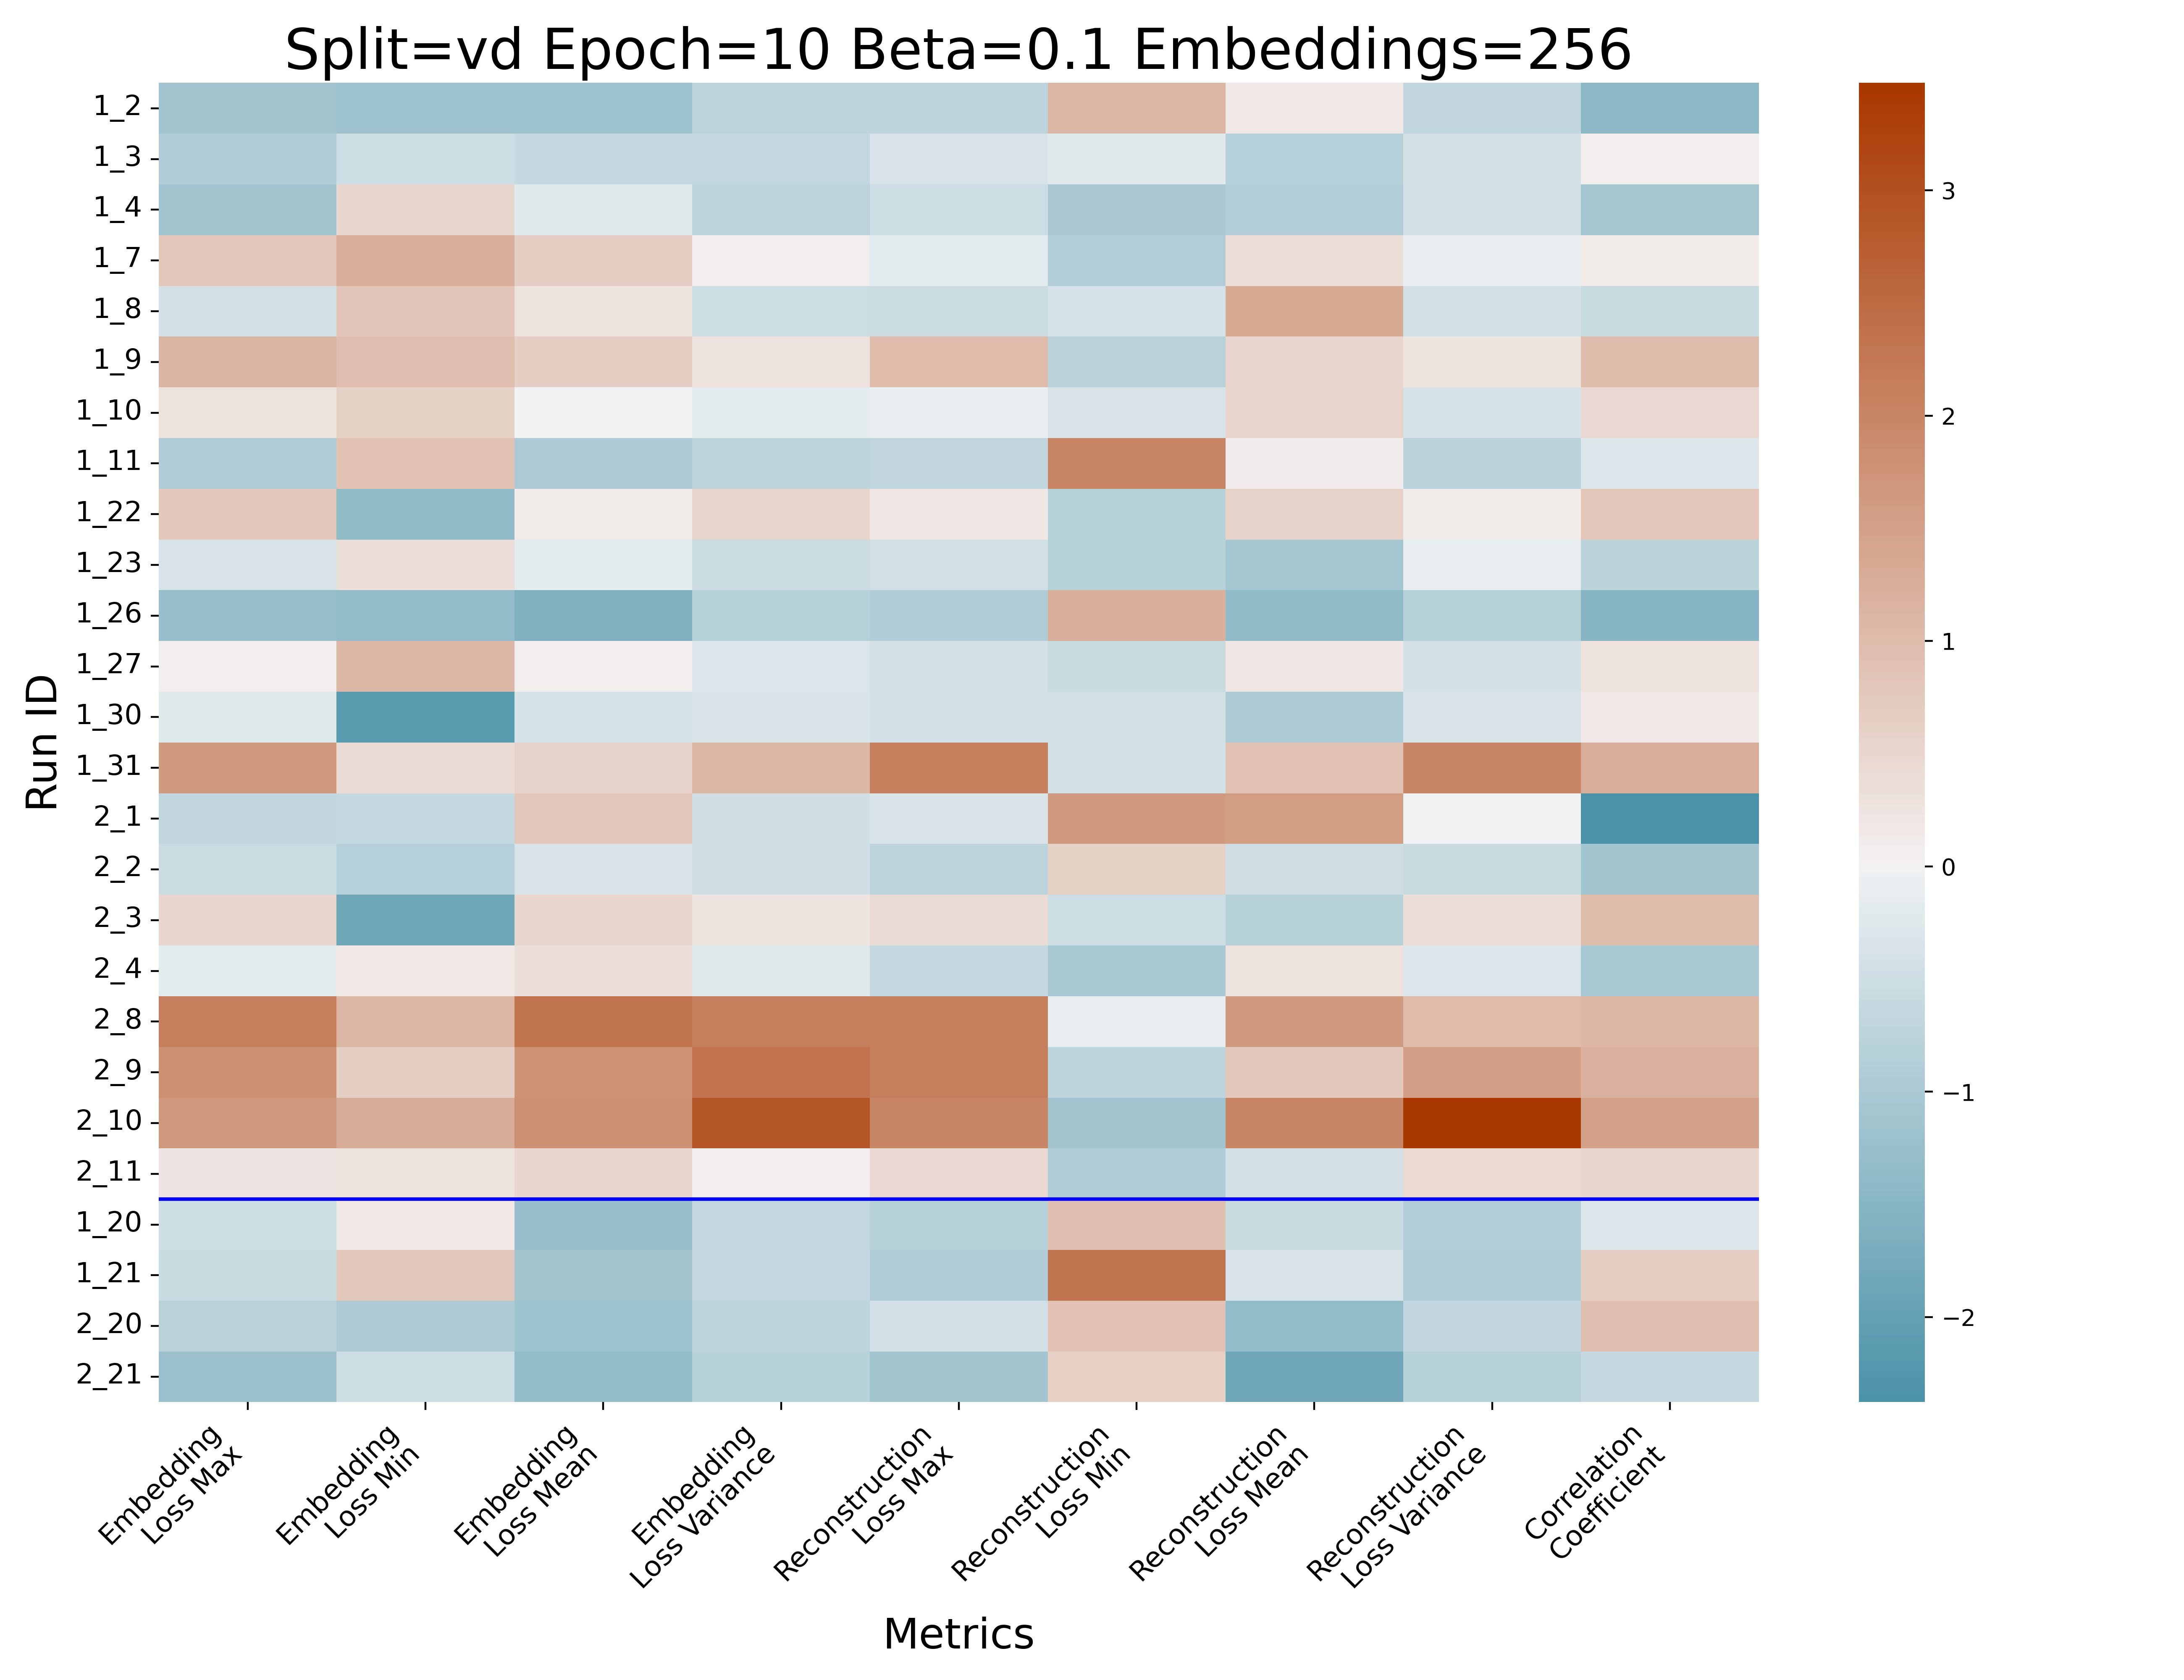 Split=vd Epoch=10 Beta=0.1 Embeddings=256
Run ID
1_2
1_3
1_4
1_7
1_8
1_9
1_10
1_11
1_22
1_23
1_26
1_27
1_30
1_31
2_1
2_2
2_3
2_4
2_8
2_9
2_10
2_11
1_20
1_21
2_20
2_21
Embedding
Loss Max
Embedding
Loss Min
Embedding
Loss Mean
Embedding
Loss Variance
Reconstruction
Loss Max
Reconstruction
Loss Min
Reconstruction
Loss Mean
Reconstruction
Loss Variance
Correlation
Coefficient
Metrics
3
2
1
0
−1
−2